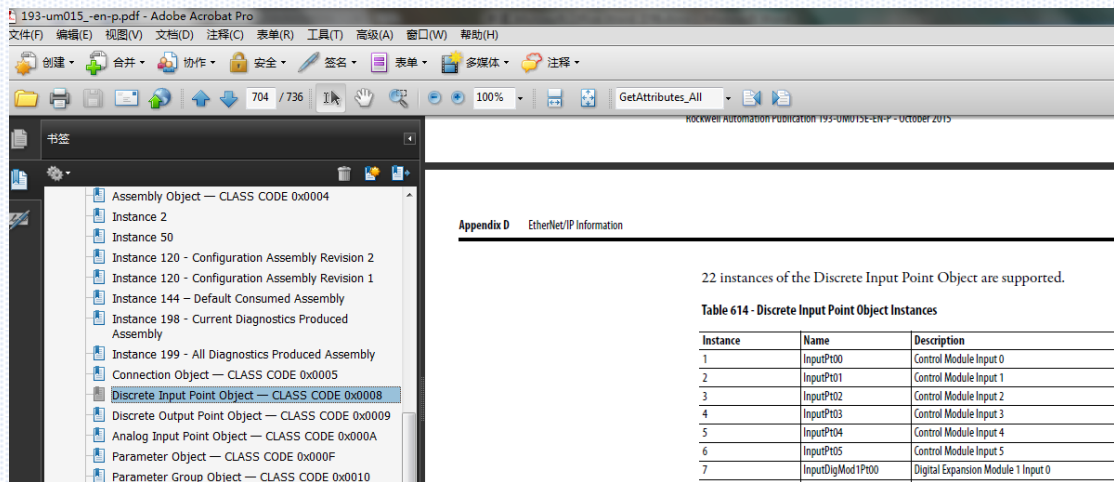 193-um015_-en-p.pdf - Adobe Acrobat Pro
文件(F) 编辑(E) 视图(V) 文档(D) 注释(C) 表单(R) 工具(T) 高级(A) 窗口(W) 帮助(H)
创建 合并 协作 安全 签名 表单 多媒体 注释
704 / 736 100% GetAttributes_All
书签
Assembly Object — CLASS CODE 0x0004
Instance 2
Instance 50
Instance 120 - Configuration Assembly Revision 2
Instance 120 - Configuration Assembly Revision 1
Instance 144 – Default Consumed Assembly
Instance 198 - Current Diagnostics Produced
Assembly
Instance 199 - All Diagnostics Produced Assembly
Connection Object — CLASS CODE 0x0005
Discrete Input Point Object — CLASS CODE 0x0008
Discrete Output Point Object — CLASS CODE 0x0009
Analog Input Point Object — CLASS CODE 0x000A
Parameter Object — CLASS CODE 0x000F
Parameter Group Object — CLASS CODE 0x0010
Rockwell Automation Publication 193-UM015E-EN-P - October 2015
Appendix D EtherNet/IP Information
22 instances of the Discrete Input Point Object are supported.
Table 614 - Discrete Input Point Object Instances
Instance Name Description
1 InputPt00 Control Module Input 0
2 InputPt01 Control Module Input 1
3 InputPt02 Control Module Input 2
4 InputPt03 Control Module Input 3
5 InputPt04 Control Module Input 4
6 InputPt05 Control Module Input 5
7 InputDigMod1Pt00 Digital Expansion Module 1 Input 0